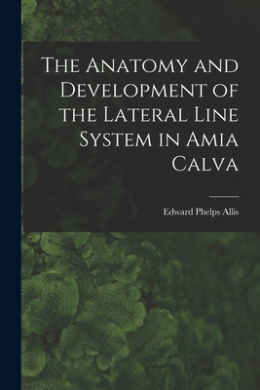 The Anatomy and
Development of
the Lateral Line
System in Amia
Calva
Edward Phelps Allis